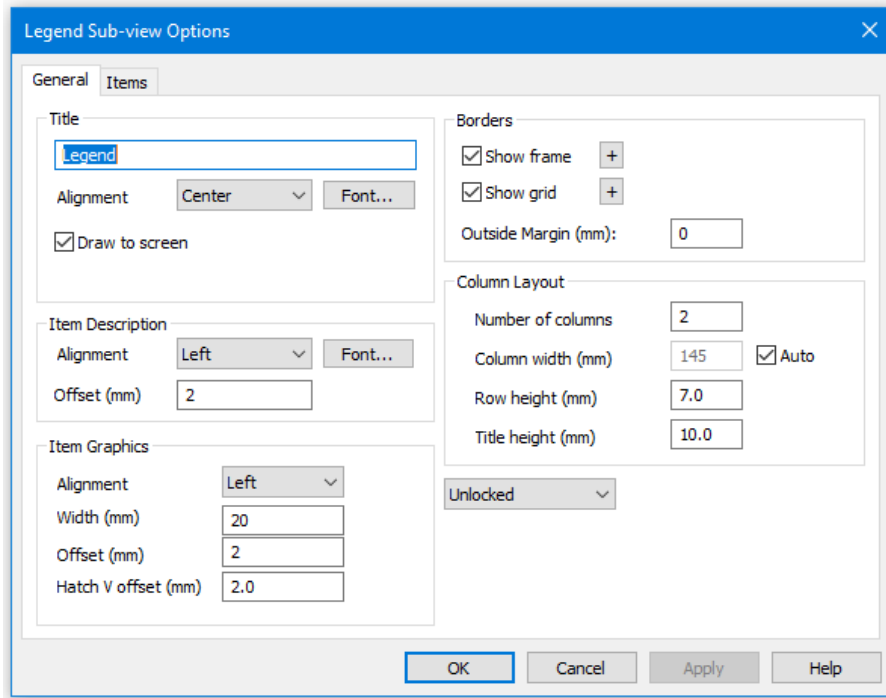 Legend Sub-view Options
General Items
Title
Legend
Alignment Center Font...
Draw to screen
Item Description
Alignment Left Font...
Offset (mm) 2
Item Graphics
Alignment Left
Width (mm) 20
Offset (mm) 2
Hatch V offset (mm) 2.0
Borders
Show frame +
Show grid +
Outside Margin (mm): 0
Column Layout
Number of columns 2
Column width (mm) 145 Auto
Row height (mm) 7.0
Title height (mm) 10.0
Unlocked
OK Cancel Apply Help